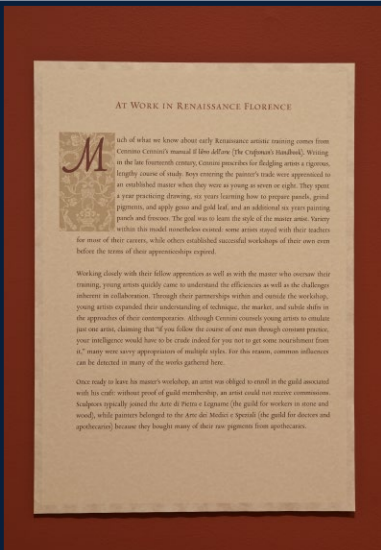 AT WORK IN RENAISSANCE FLORENCE
Much of what we know about early Renaissance artistic training comes from
Cennino Cennini's manual Il libro dell'arte (The Craftsman's Handbook). Writing
in the late fourteenth century, Cennini prescribes for fledgling artists a rigorous,
lengthy course of study. Boys entering the painter's trade were apprenticed to
an established master when they were as young as seven or eight. They spent
a year practicing drawing, six years learning how to prepare panels, grind
pigments, and apply gesso and gold leaf, and an additional six years painting
panels and frescoes. The goal was to learn the style of the master artist. Variety
within this model nonetheless existed: some artists stayed with their teachers
for most of their careers, while others established successful workshops of their own even
before the terms of their apprenticeships expired.
Working closely with their fellow apprentices as well as with the master who oversaw their
training, young artists quickly came to understand the efficiencies as well as the challenges
inherent in collaboration. Through their partnerships within and outside the workshop,
young artists expanded their understanding of technique, the market, and subtle shifts in
the approaches of their contemporaries. Although Cennini counsels young artists to emulate
just one artist, claiming that "if you follow the course of one man through constant practice,
your intelligence would have to be crude indeed for you not to get some nourishment from
it," many were savvy appropriators of multiple styles. For this reason, common influences
can be detected in many of the works gathered here.
Once ready to leave his master's workshop, an artist was obliged to enroll in the guild associated
with his craft: without proof of guild membership, an artist could not receive commissions.
Sculptors typically joined the Arte di Pietra e Legname (the guild for workers in stone and
wood), while painters belonged to the Arte dei Medici e Speziali (the guild for doctors and
apothecaries) because they bought many of their raw pigments from apothecaries.